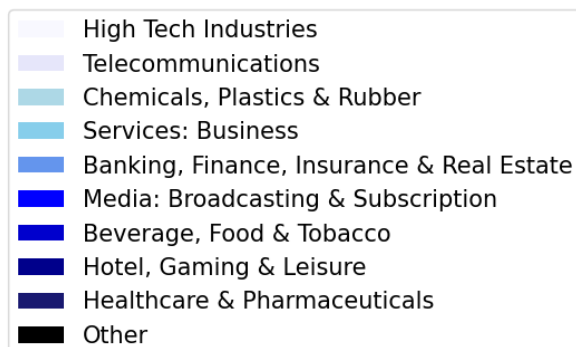 High Tech Industries
Telecommunications
Chemicals, Plastics & Rubber
Services: Business
Banking, Finance, Insurance & Real Estate
Media: Broadcasting & Subscription
Beverage, Food & Tobacco
Hotel, Gaming & Leisure
Healthcare & Pharmaceuticals
Other